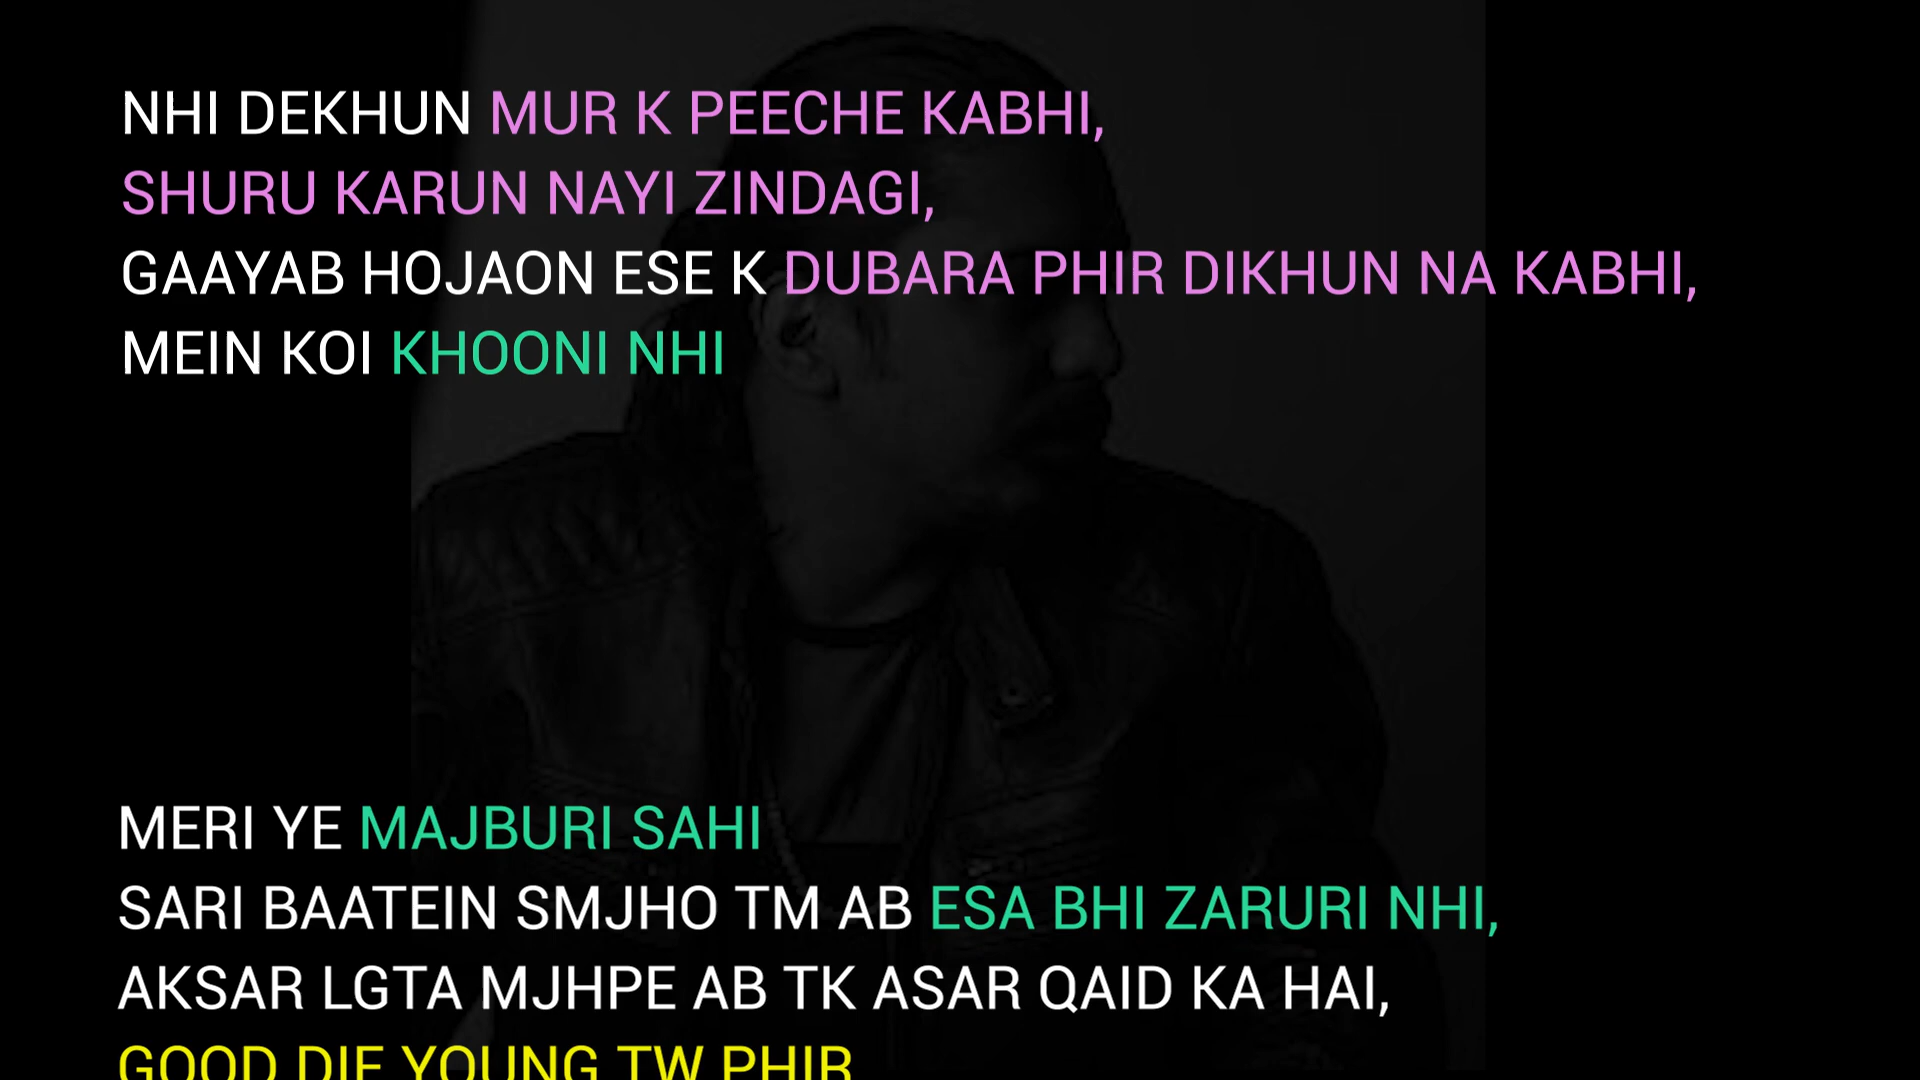 NHI DEKHUN MUR K PEECHE KABHI,
SHURU KARUN NAYI ZINDAGI,
GAAYAB HOJAON ESE K DUBARA PHIR DIKHUN NA KABHI,
MEIN KOI KHOONI NHI
MERI YE MAJBURI SAHI
SARI BAATEIN SMJHO TM AB ESA BHI ZARURI NHI,
AKSAR LGTA MJHPE AB TK ASAR QAID KA HAI,
GOOD DIE YOUNG TW PHIR